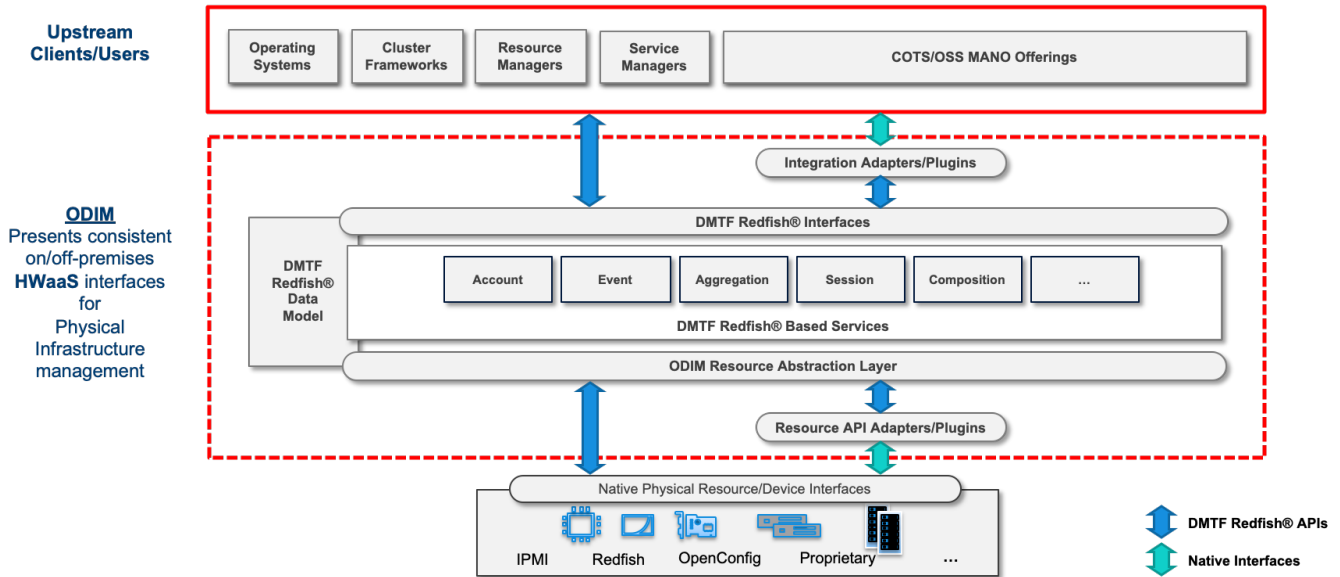 Upstream
Clients/Users
Operating
Systems
Cluster
Frameworks
Resource
Managers
Service
Managers
COTS/OSS MANO Offerings
Integration Adapters/Plugins
ODIM
Presents consistent
on/off-premises
HWaaS interfaces
for
Physical
Infrastructure
management
DMTF Redfish® Interfaces
DMTF
Redfish®
Data
Model
Account
Event
Aggregation
Session
Composition
...
DMTF Redfish® Based Services
ODIM Resource Abstraction Layer
Resource API Adapters/Plugins
Native Physical Resource/Device Interfaces
IPMI
Redfish
OpenConfig
Proprietary
...
DMTF Redfish® APIs
Native Interfaces